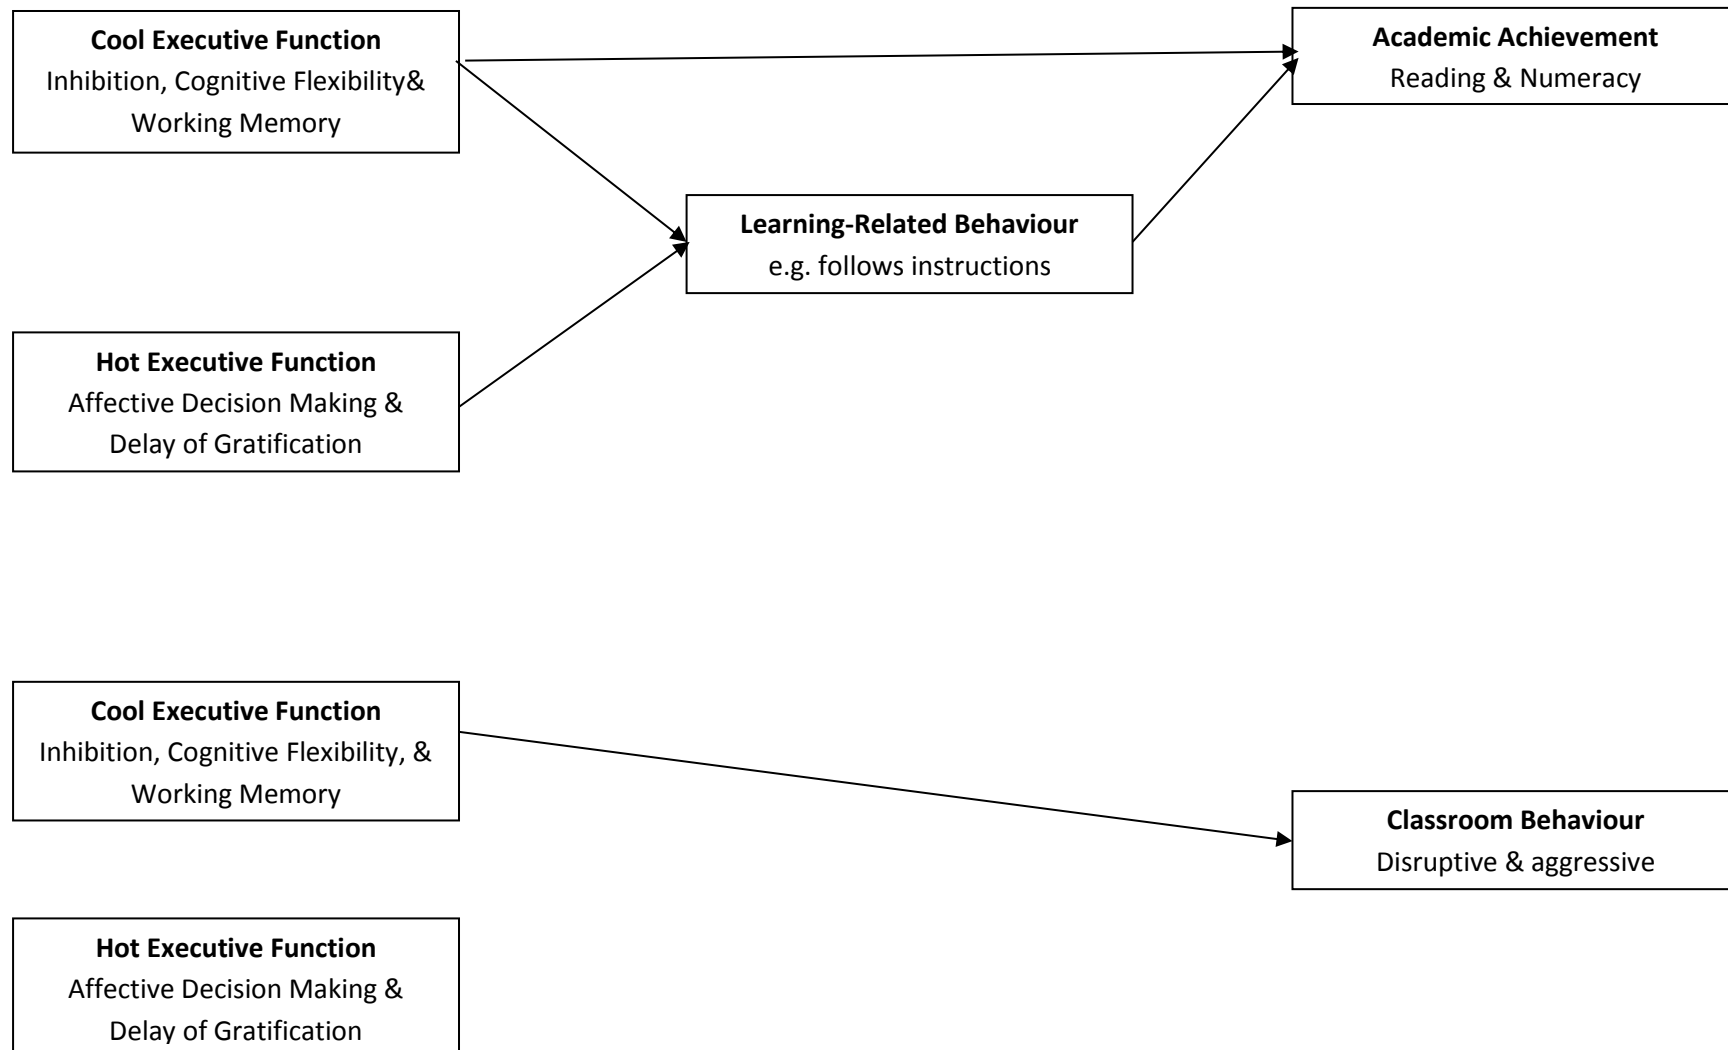 Cool Executive Function
Inhibition, Cognitive Flexibility&
Working Memory
Academic Achievement
Reading & Numeracy
Learning-Related Behaviour
e.g. follows instructions
Hot Executive Function
Affective Decision Making &
Delay of Gratification
Cool Executive Function
Inhibition, Cognitive Flexibility, &
Working Memory
Classroom Behaviour
Disruptive & aggressive
Hot Executive Function
Affective Decision Making &
Delay of Gratification